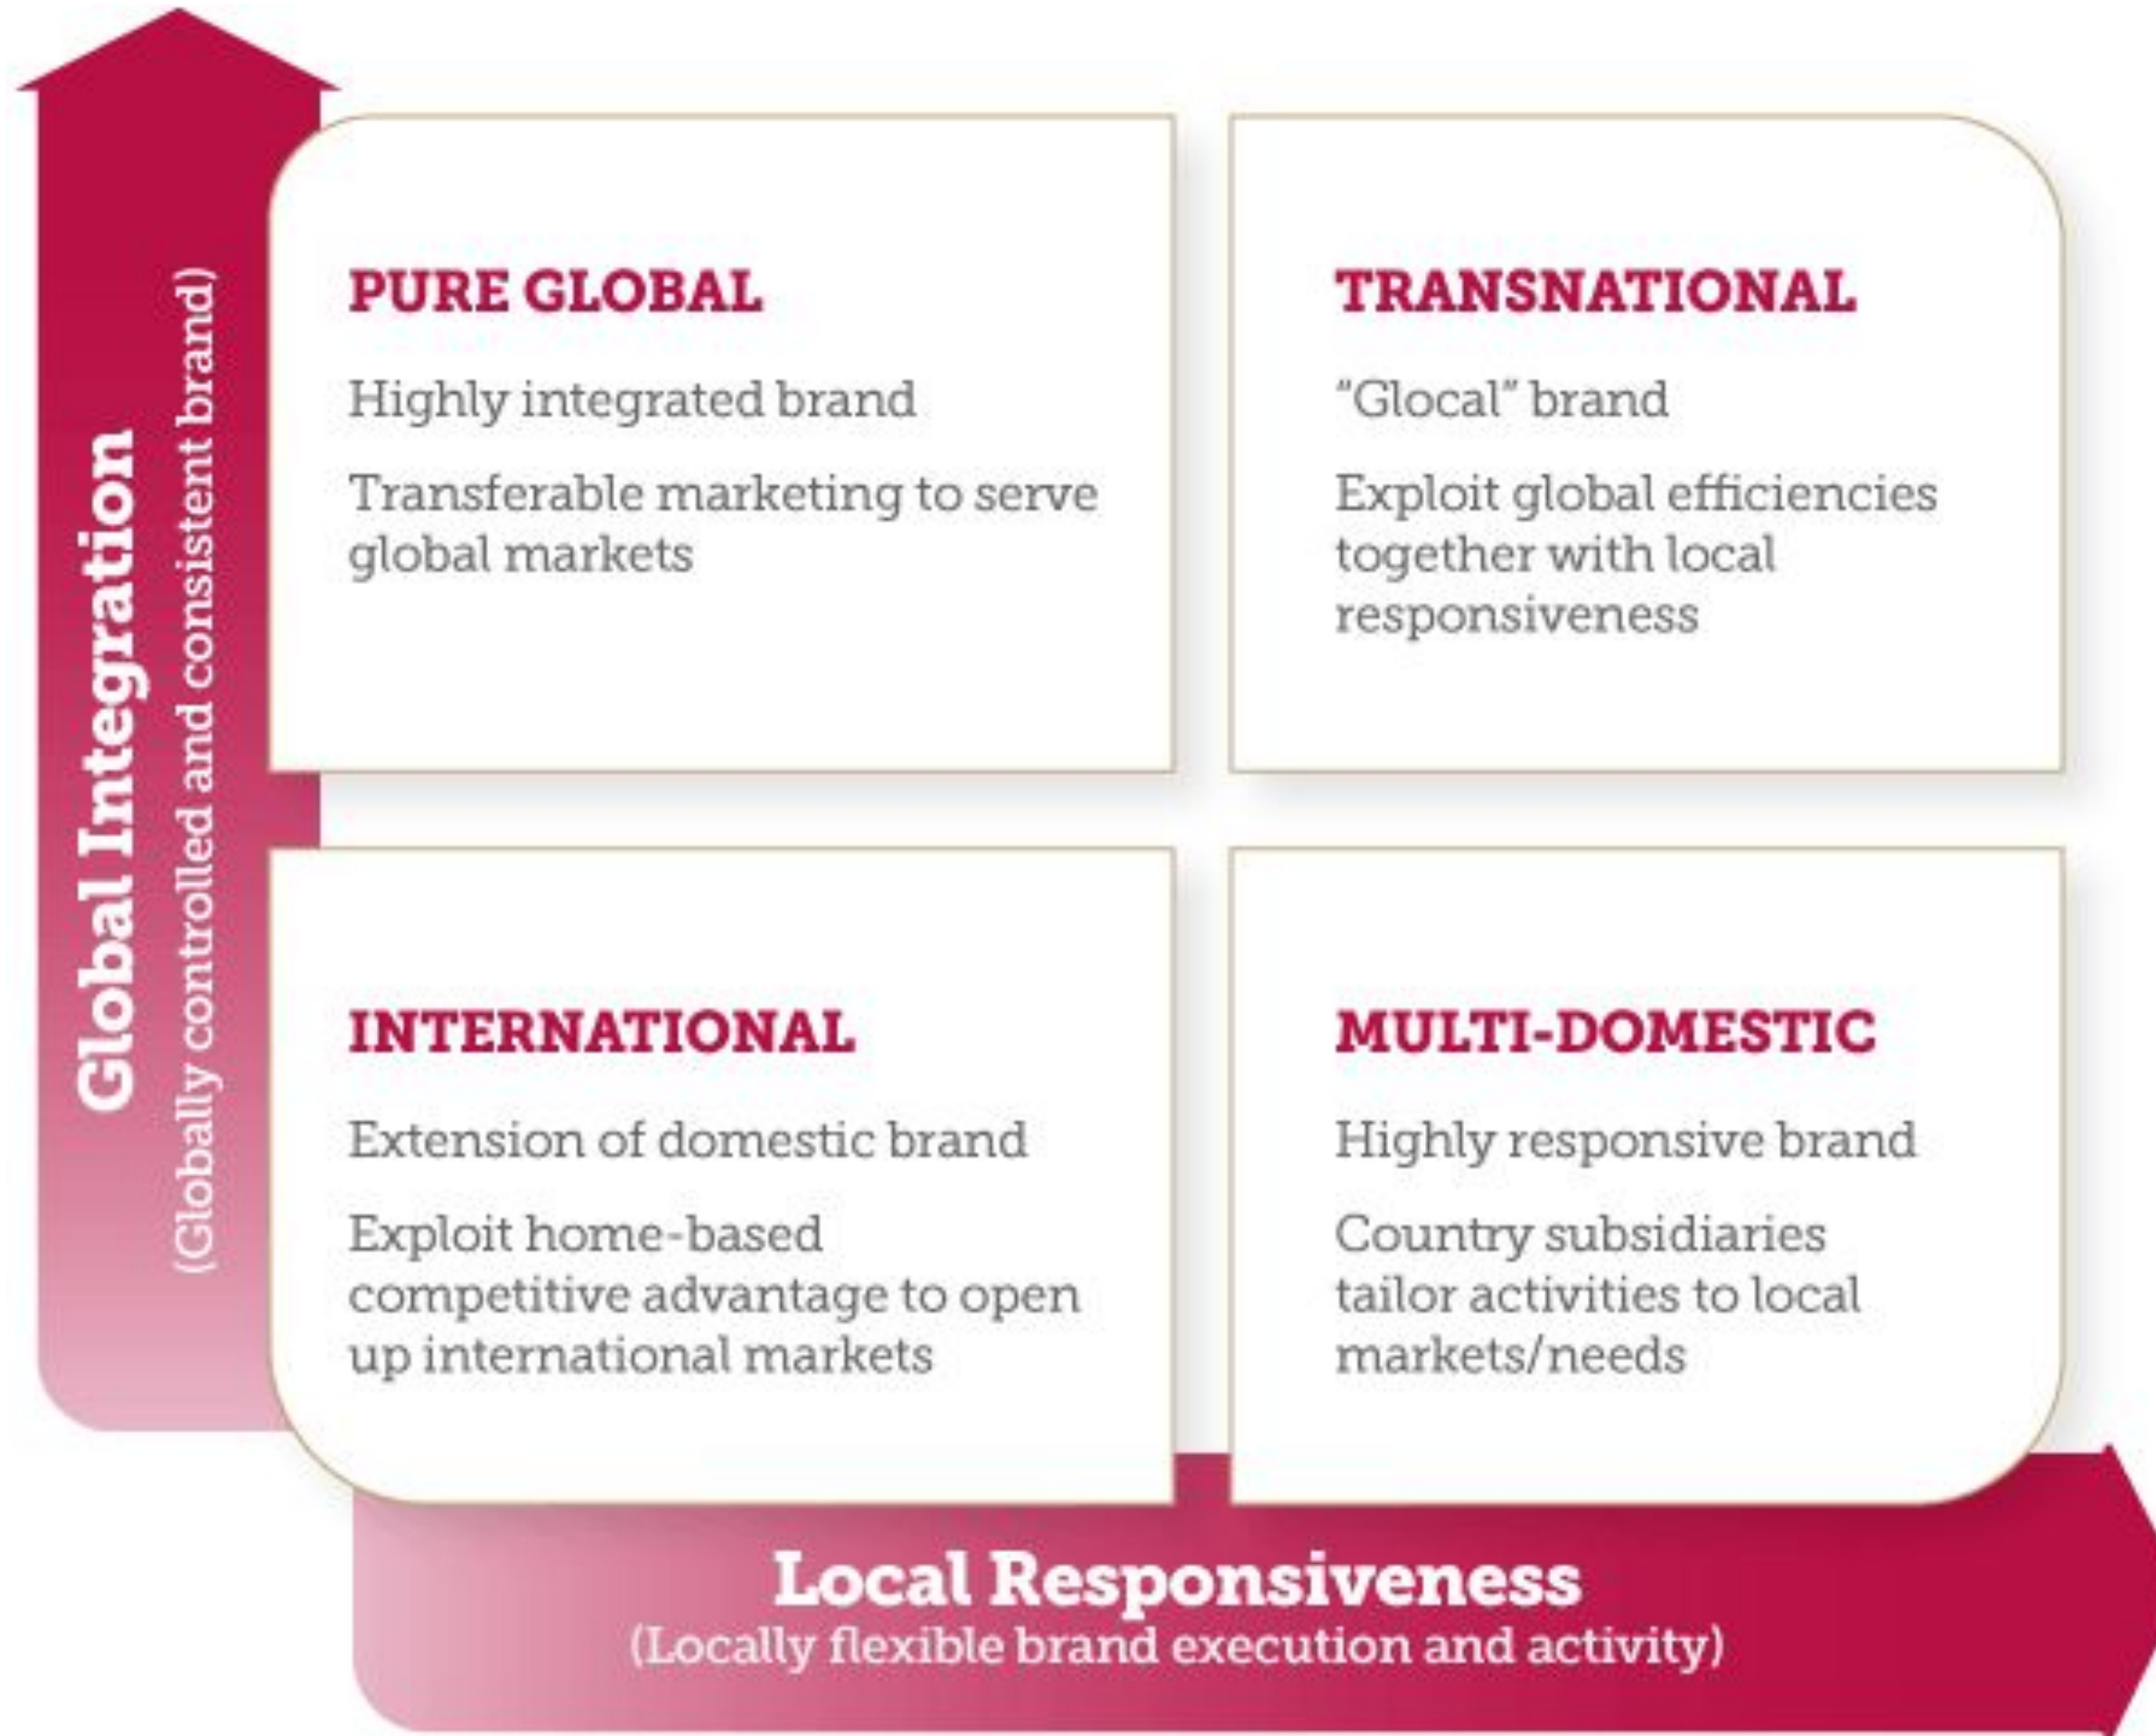 Global Integration
(Globally controlled and consistent brand)
PURE GLOBAL
Highly integrated brand
Transferable marketing to serve
global markets
TRANSNATIONAL
“Glocal” brand
Exploit global efficiencies
together with local
responsiveness
INTERNATIONAL
Extension of domestic brand
Exploit home-based
competitive advantage to open
up international markets
MULTI-DOMESTIC
Highly responsive brand
Country subsidiaries
tailor activities to local
markets/needs
Local Responsiveness
(Locally flexible brand execution and activity)